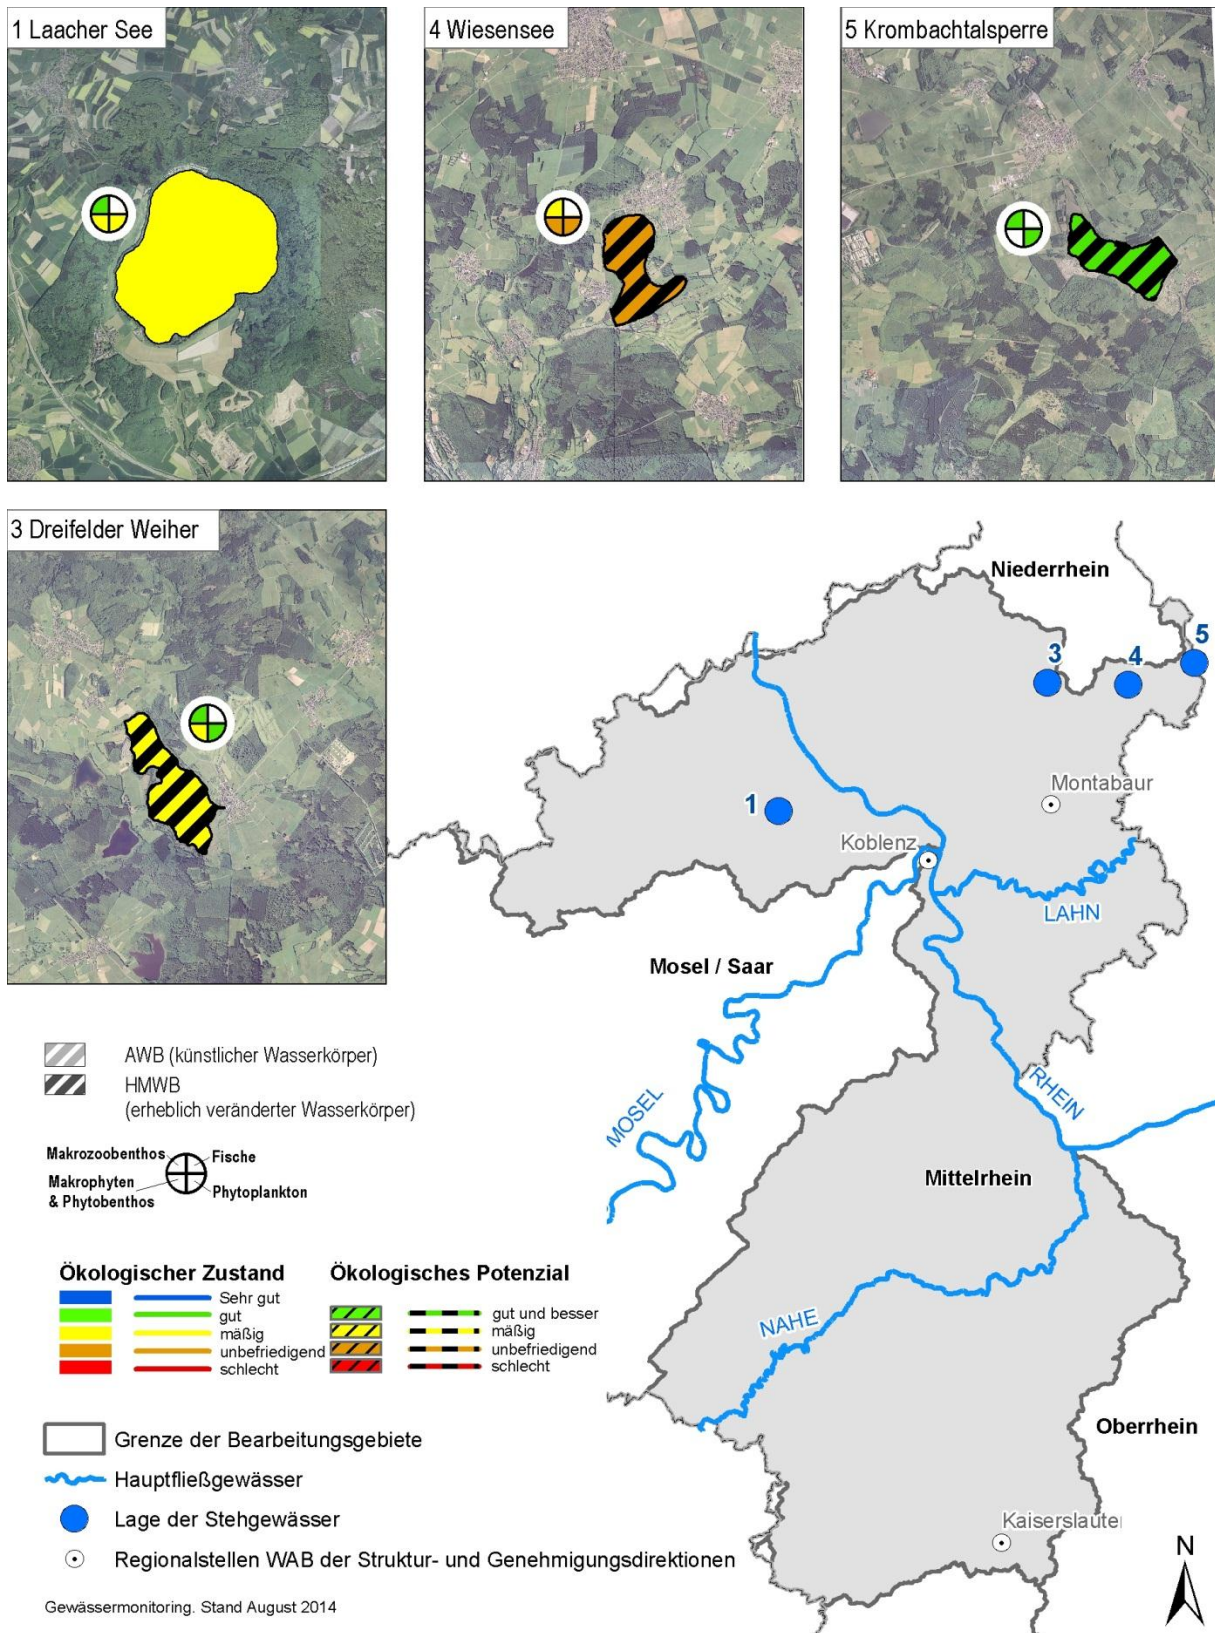 1 Laacher See
4 Wiesensee
5 Krombachtalsperre
3 Dreifelder Weiher
Niederrhein
3
4
5
1
Montabaur
Koblenz
LAHN
Mosel / Saar
MOSEL
RHEIN
Mittelrhein
NAHE
Oberrhein
Kaiserslaute
N
AWB (künstlicher Wasserkörper)
HMWB
(erheblich veränderter Wasserkörper)
Makrozoobenthos
Fische
Makrophyten
& Phytobenthos
Phytoplankton
Ökologischer Zustand
Sehr gut
gut
mäßig
unbefriedigend
schlecht
Ökologisches Potenzial
gut und besser
mäßig
unbefriedigend
schlecht
Grenze der Bearbeitungsgebiete
Hauptfließgewässer
Lage der Stehgewässer
Regionalstellen WAB der Struktur- und Genehmigungsdirektionen
Gewässermonitoring. Stand August 2014